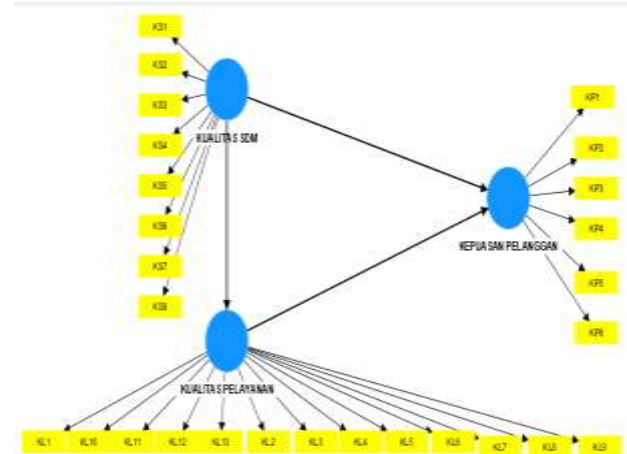 KS1
KS2
KS3
KS4
KS5
KS6
KS7
KS8
KUALITAS SDM
KP1
KP2
KP3
KP4
KP5
KP6
KEPUASAN PELANGGAN
KUALITAS PELAYANAN
KL1 KL10 KL11 KL12 KL13 KL2 KL3 KL4 KL5 KL6 KL7 KL8 KL9